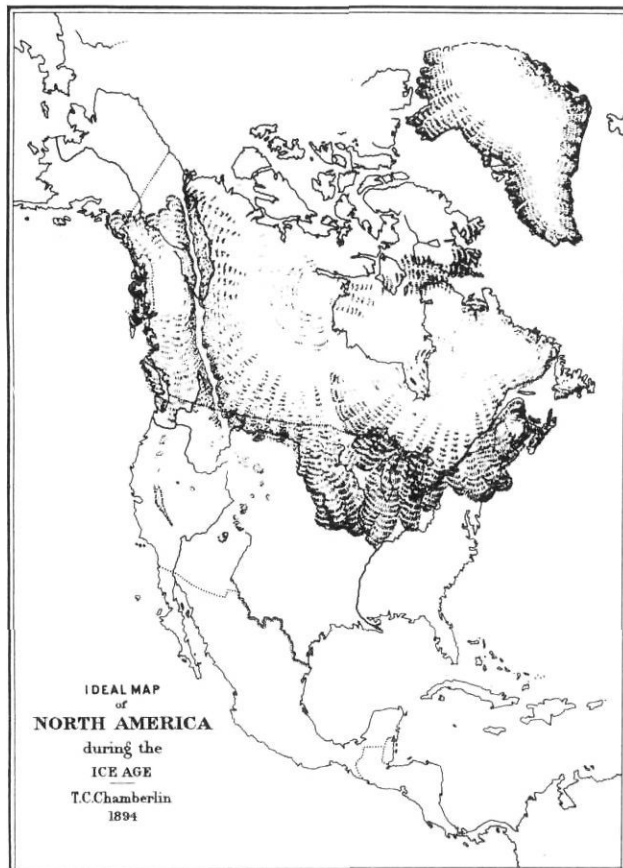 IDEAL MAP
of
NORTH AMERICA
during the
ICE AGE
T.C.Chamberlin
1894